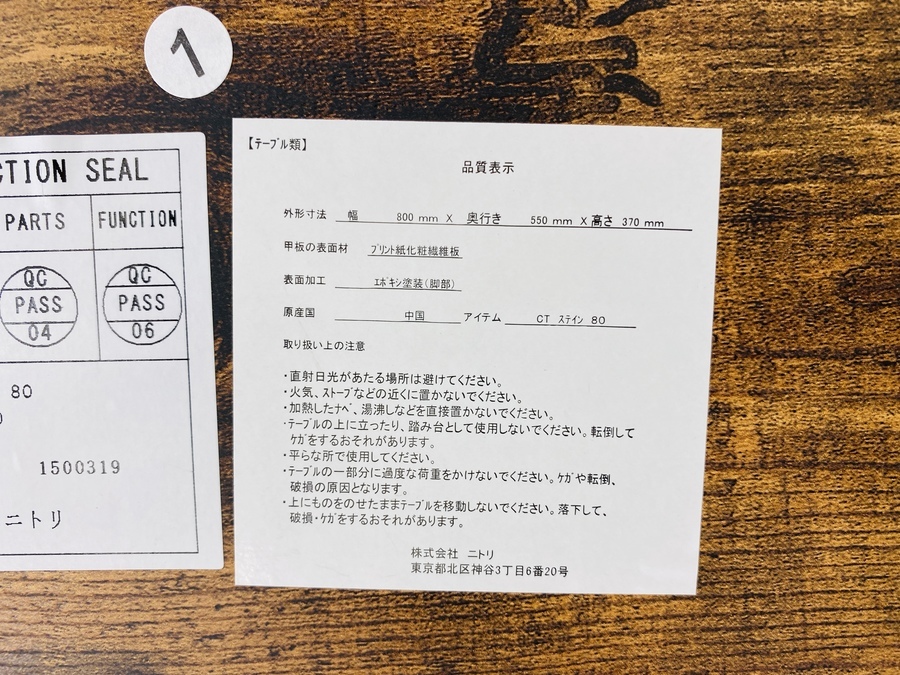 1
CTION SEAL
PARTS FUNCTION
QC PASS 04
QC PASS 06
80
1500319
ニトリ
【テーブル類】
品質表示
外形寸法 幅 800 mm X 奥行き 550 mm X 高さ 370 mm
甲板の表面材 プリント紙化粧繊維板
表面加工 エポキシ塗装(脚部)
原産国 中国 アイテム CT ステイン 80
取り扱い上の注意
・直射日光があたる場所は避けてください。
・火気、ストーブなどの近くに置かないでください。
・加熱したナベ、湯沸しなどを直接置かないでください。
・テーブルの上に立ったり、踏み台として使用しないでください。転倒して
ケガをするおそれがあります。
・平らな所で使用してください。
・テーブルの一部分に過度な荷重をかけないでください。ケガや転倒、
破損の原因となります。
・上にものをのせたままテーブルを移動しないでください。落下して、
破損・ケガをするおそれがあります。
株式会社 ニトリ
東京都北区神谷3丁目6番20号